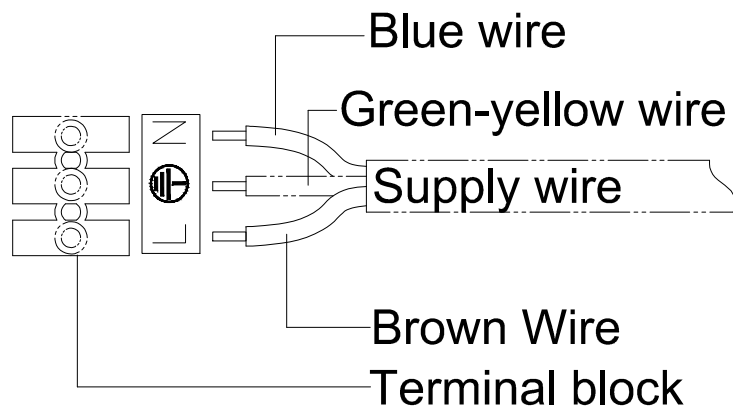 Blue wire
Green-yellow wire
N
Supply wire
L
Brown Wire
Terminal block